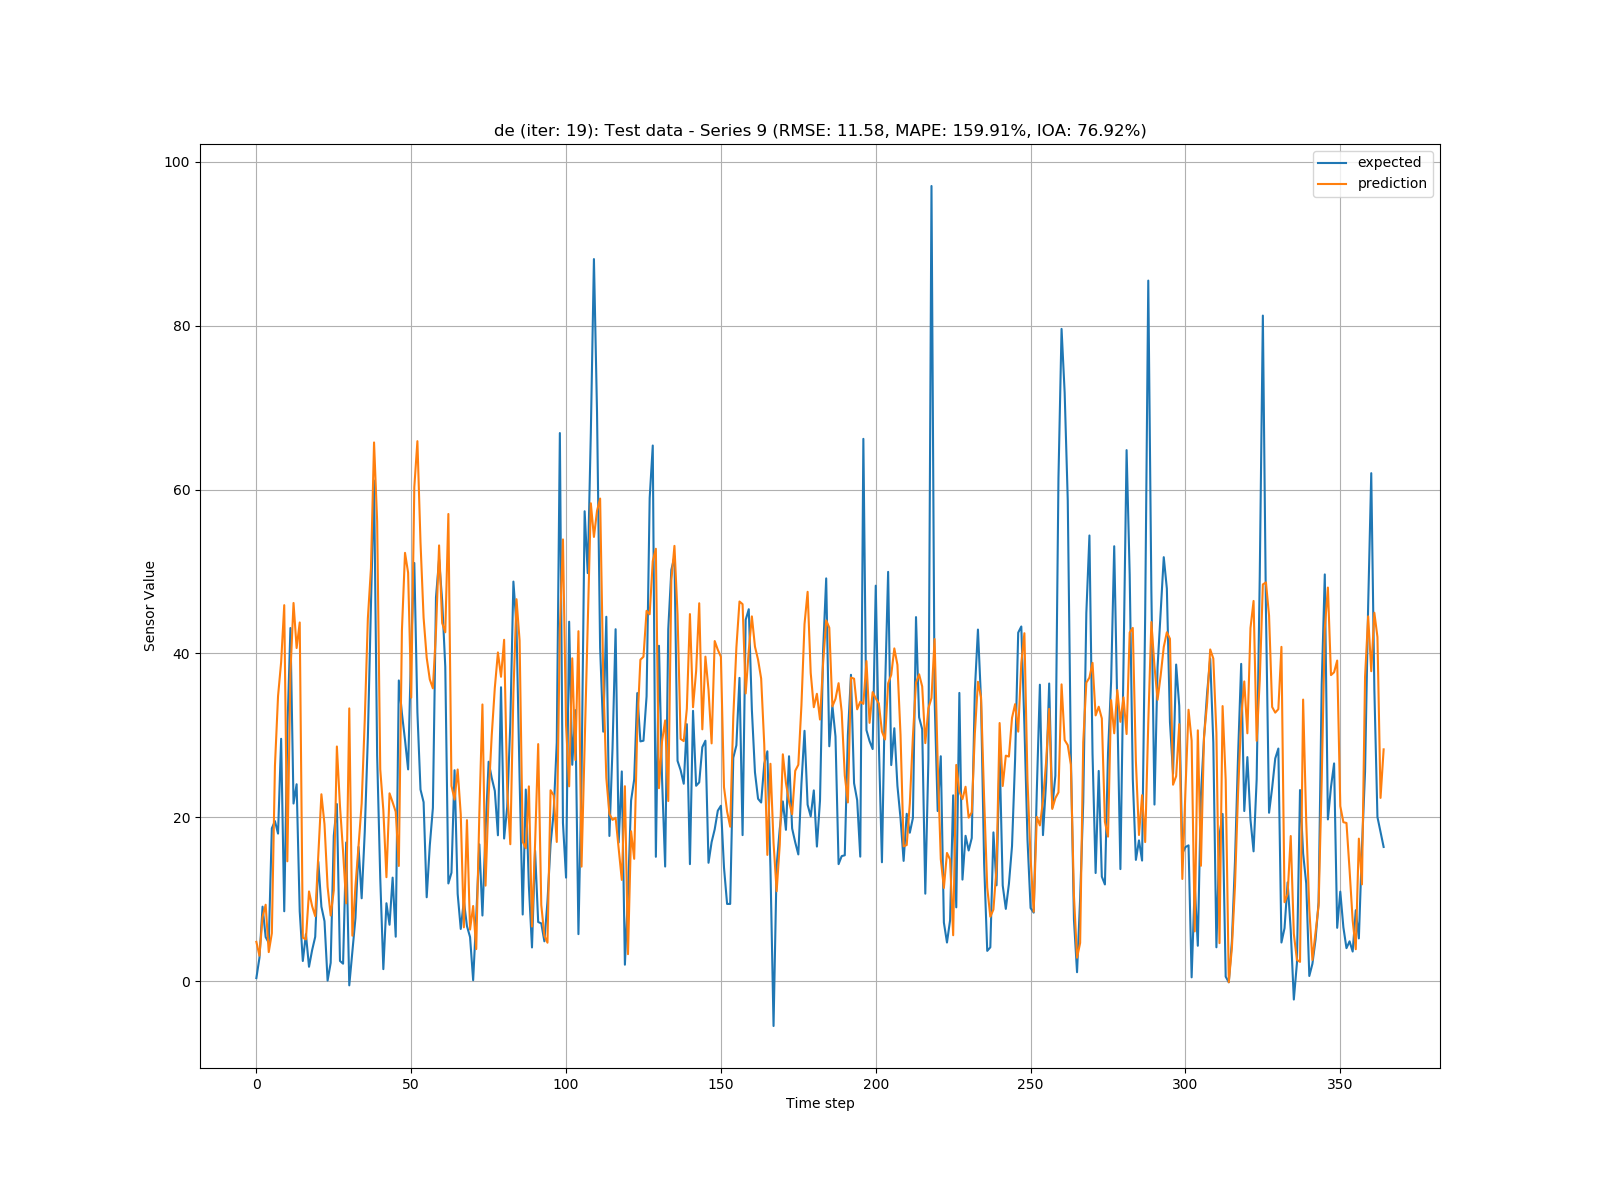 de (iter: 19): Test data - Series 9 (RMSE: 11.58, MAPE: 159.91%, IOA: 76.92%)
expected
prediction
100
80
60
40
20
0
Sensor Value
0 50 100 150 200 250 300 350
Time step